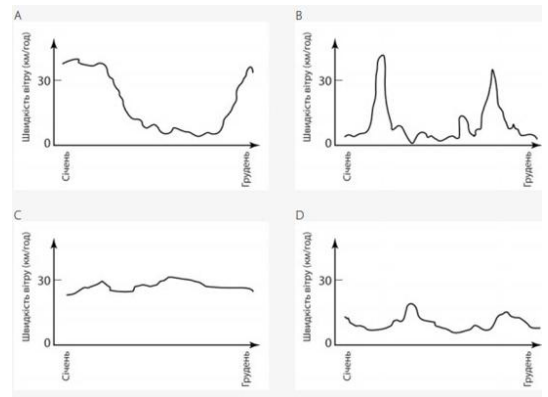 A
Швидкість вітру (км/год)
30
0
Січень
Грудень
B
Швидкість вітру (км/год)
30
0
Січень
Грудень
C
Швидкість вітру (км/год)
30
0
Січень
Грудень
D
Швидкість вітру (км/год)
30
0
Січень
Грудень